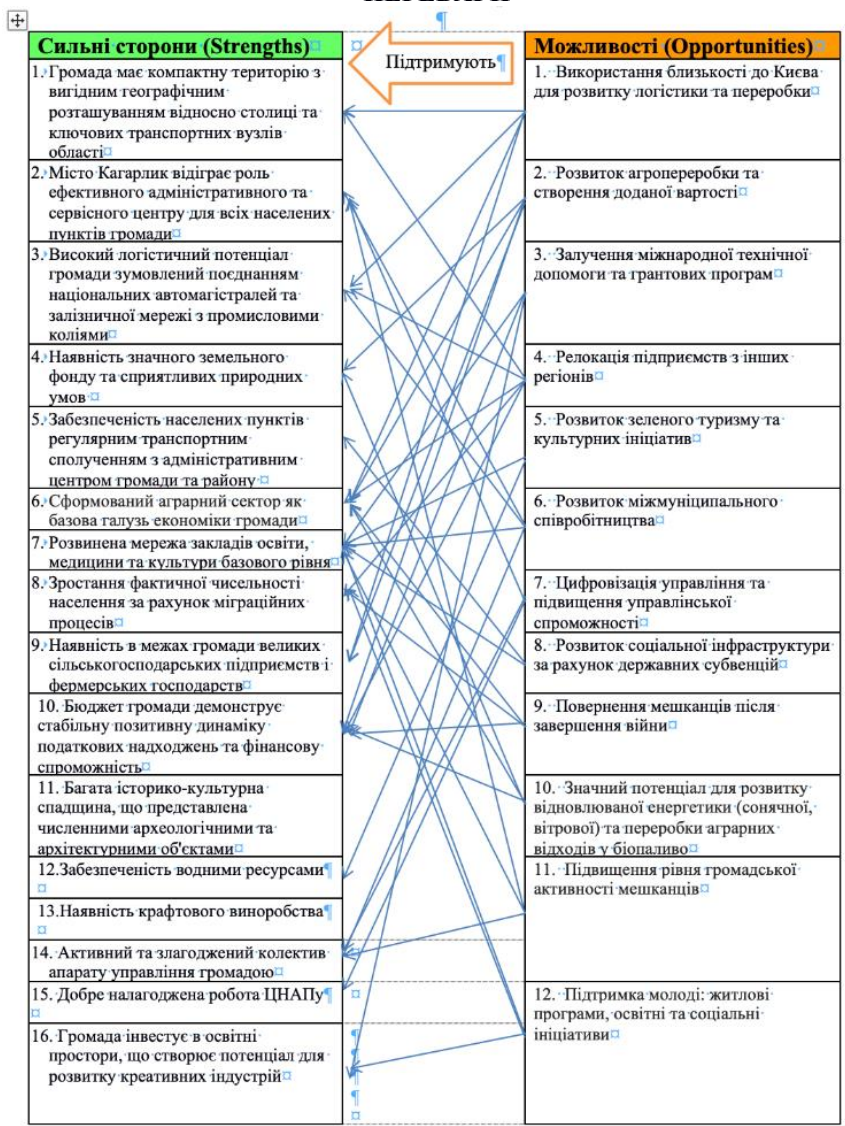 Сильні сторони (Strengths)
Підтримують
Можливості (Opportunities)
1. Громада має компактну територію з
вигідним географічним
розташуванням відносно столиці та
ключових транспортних вузлів
області
2. Місто Кагарлик відіграє роль
ефективного адміністративного та
сервісного центру для всіх населених
пунктів громади
3. Високий логістичний потенціал
громади зумовлений поєднанням
національних автомагістралей та
залізничної мережі з промисловими
коліями
4. Наявність значного земельного
фонду та сприятливих природних
умов
5. Забезпеченість населених пунктів
регулярним транспортним
сполученням з адміністративним
центром громади та району
6. Сформований аграрний сектор як
базова галузь економіки громади
7. Розвинена мережа закладів освіти,
медицини та культури базового рівня
8. Зростання фактичної чисельності
населення за рахунок міграційних
процесів
9. Наявність в межах громади великих
сільськогосподарських підприємств і
фермерських господарств
10. Бюджет громади демонструє
стабільну позитивну динаміку
податкових надходжень та фінансову
спроможність
11. Багата історико-культурна
спадщина, що представлена
численними археологічними та
архітектурними об'єктами
12.Забезпеченість водними ресурсами
13.Наявність крафтового виноробства
14. Активний та злагоджений колектив
апарату управління громадою
15. Добре налагоджена робота ЦНАПу
16. Громада інвестує в освітні
простори, що створює потенціал для
розвитку креативних індустрій
1. Використання близькості до Києва
для розвитку логістики та переробки
2. Розвиток агропереробки та
створення доданої вартості
3. Залучення міжнародної технічної
допомоги та грантових програм
4. Релокація підприємств з інших
регіонів
5. Розвиток зеленого туризму та
культурних ініціатив
6. Розвиток міжмуніципального
співробітництва
7. Цифровізація управління та
підвищення управлінської
спроможності
8. Розвиток соціальної інфраструктури
за рахунок державних субвенцій
9. Повернення мешканців після
завершення війни
10. Значний потенціал для розвитку
відновлюваної енергетики (сонячної,
вітрової) та переробки аграрних
відходів у біопаливо
11. Підвищення рівня громадської
активності мешканців
12. Підтримка молоді: житлові
програми, освітні та соціальні
ініціативи